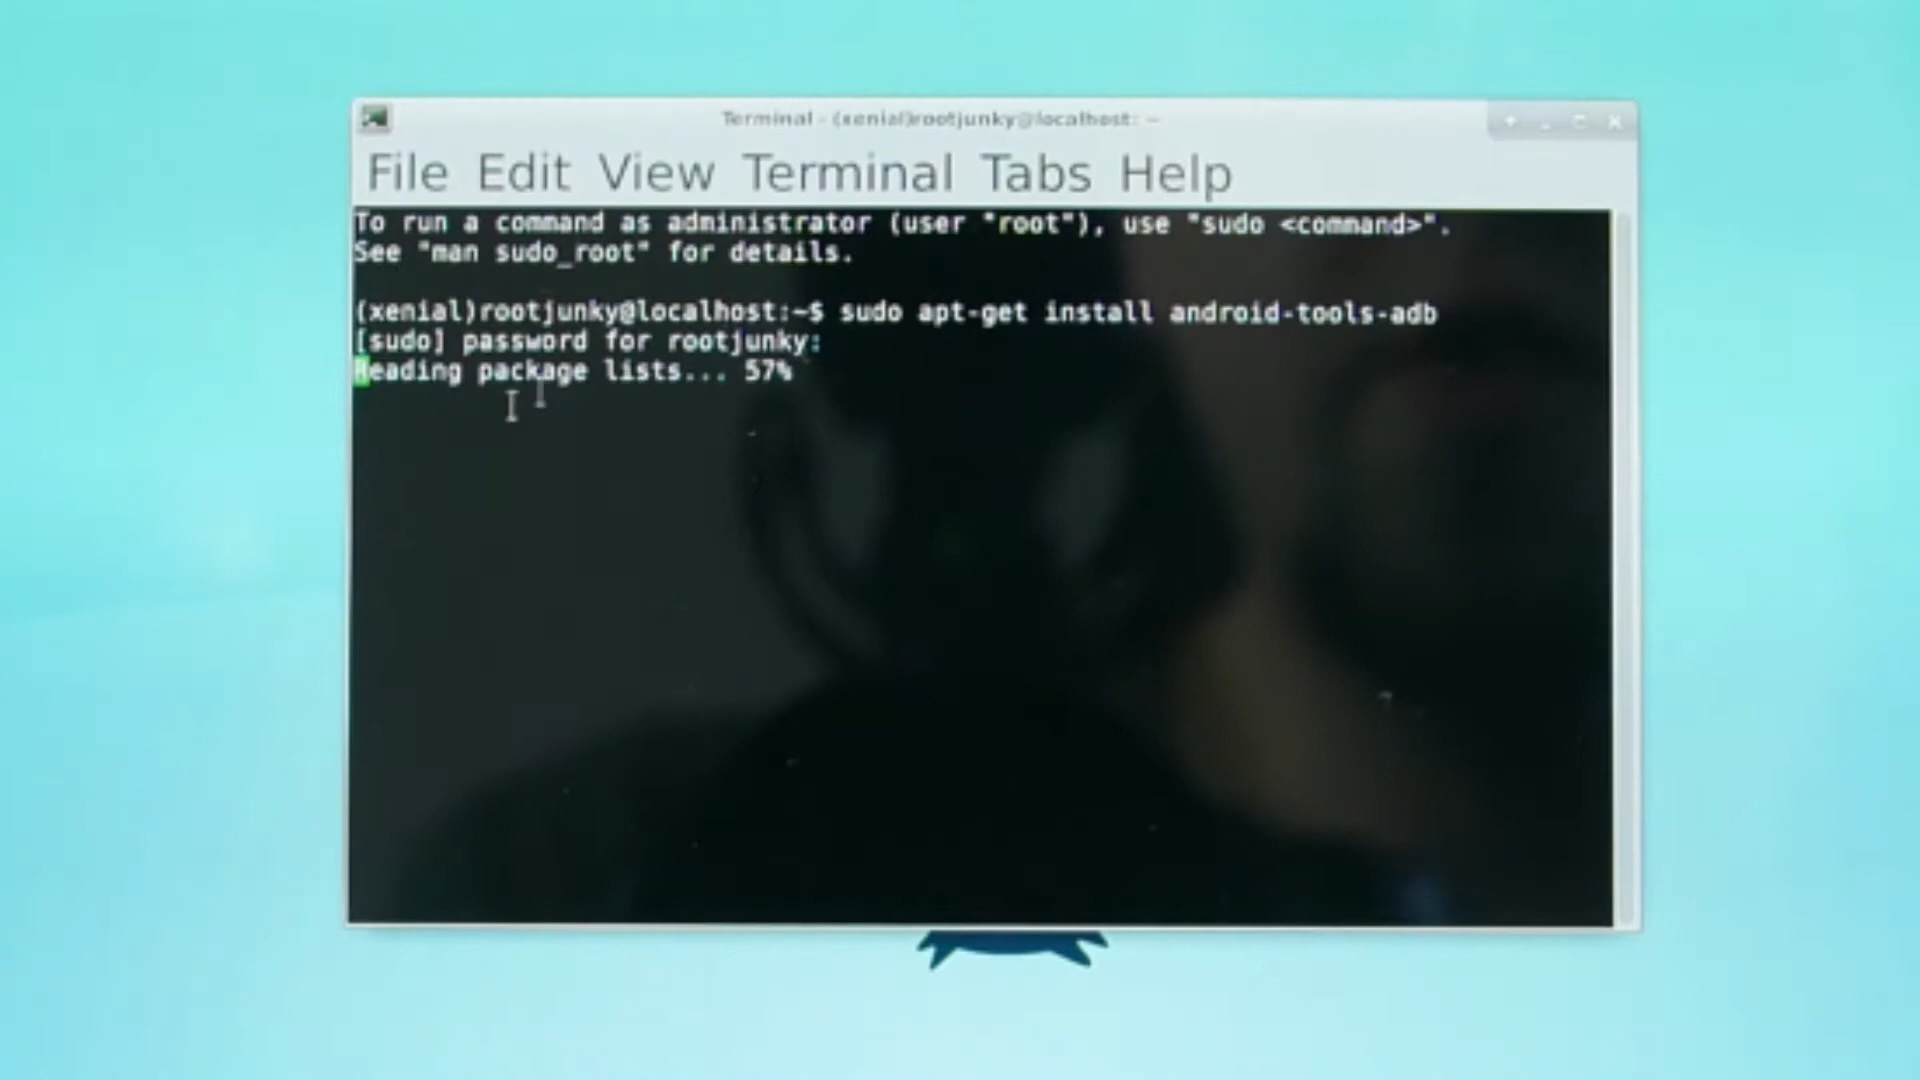 Terminal - (xenial)rootjunky@localhost: ~
File Edit View Terminal Tabs Help
To run a command as administrator (user "root"), use "sudo <command>".
See "man sudo_root" for details.
(xenial)rootjunky@localhost:~$ sudo apt-get install android-tools-adb
[sudo] password for rootjunky:
Reading package lists... 57%